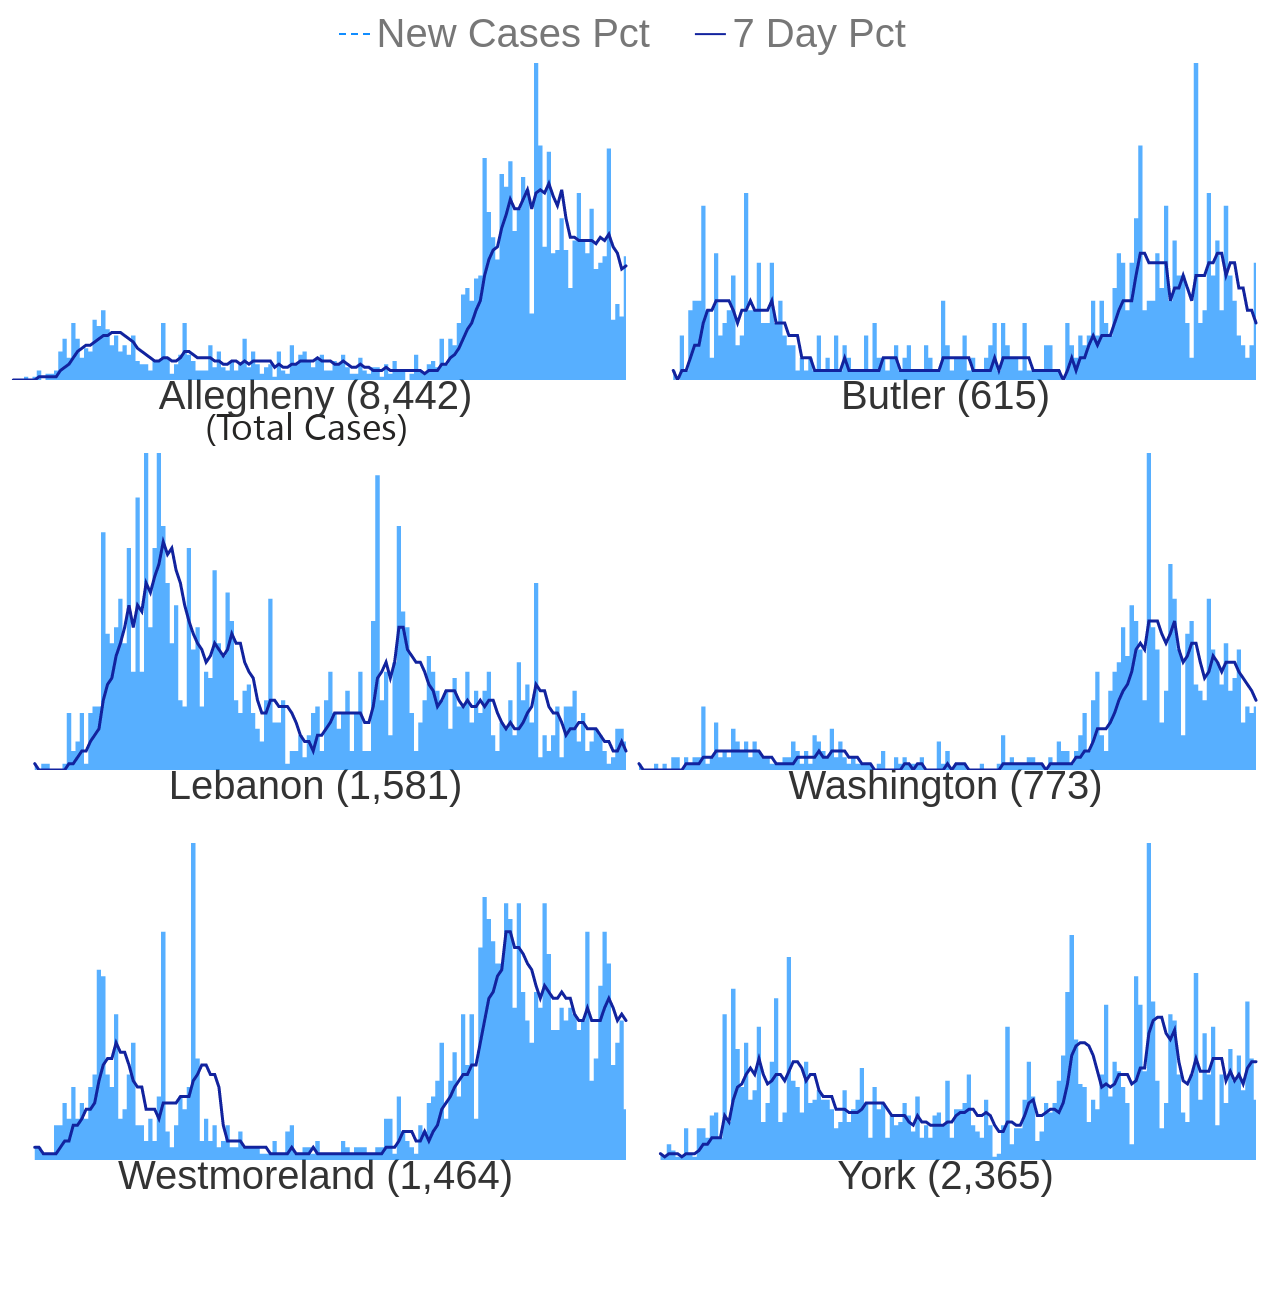 New Cases Pct 7 Day Pct
Allegheny (8,442) Butler (615)
(Total Cases)
Lebanon (1,581) Washington (773)
Westmoreland (1,464) York (2,365)